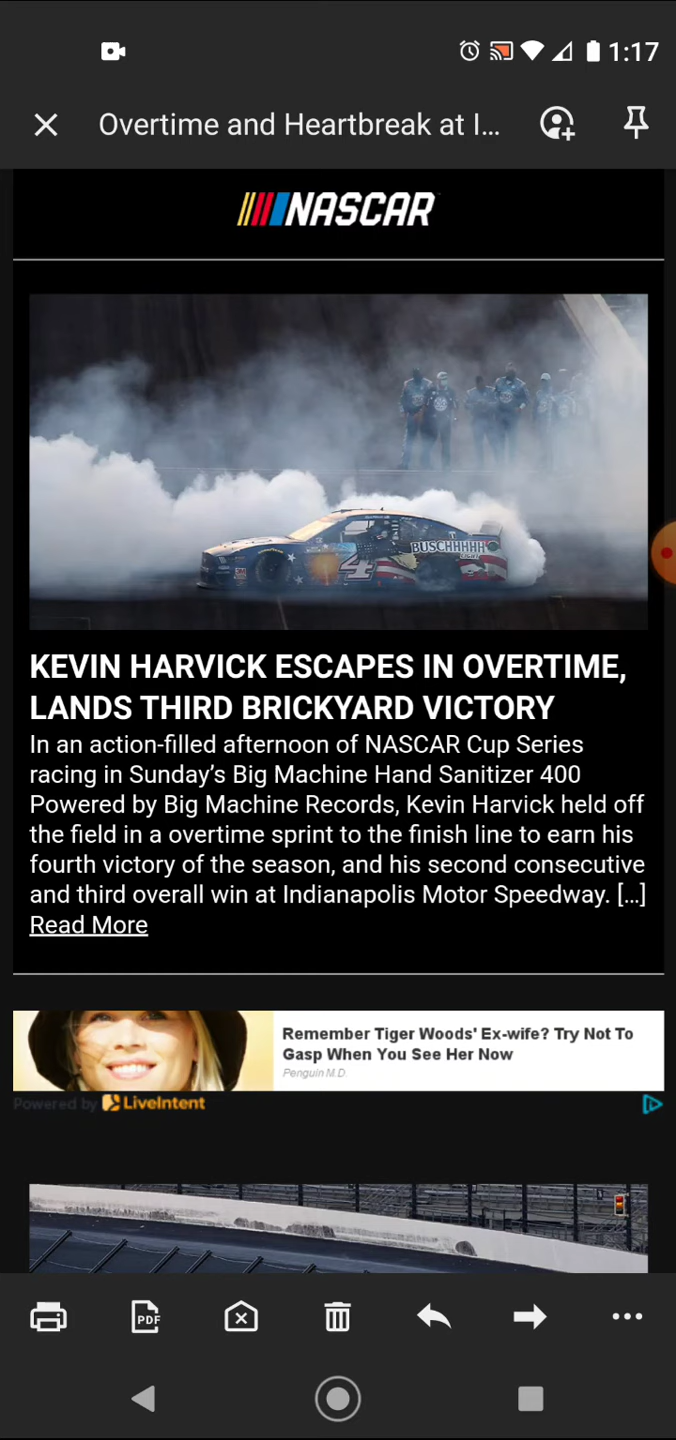 1:17
Overtime and Heartbreak at I...
NASCAR
BUSCHHHHH
LIGHT
4
KEVIN HARVICK ESCAPES IN OVERTIME,
LANDS THIRD BRICKYARD VICTORY
In an action-filled afternoon of NASCAR Cup Series
racing in Sunday’s Big Machine Hand Sanitizer 400
Powered by Big Machine Records, Kevin Harvick held off
the field in a overtime sprint to the finish line to earn his
fourth victory of the season, and his second consecutive
and third overall win at Indianapolis Motor Speedway. [...]
Read More
Remember Tiger Woods' Ex-wife? Try Not To
Gasp When You See Her Now
Penguin M.D.
Powered by LiveIntent
PDF